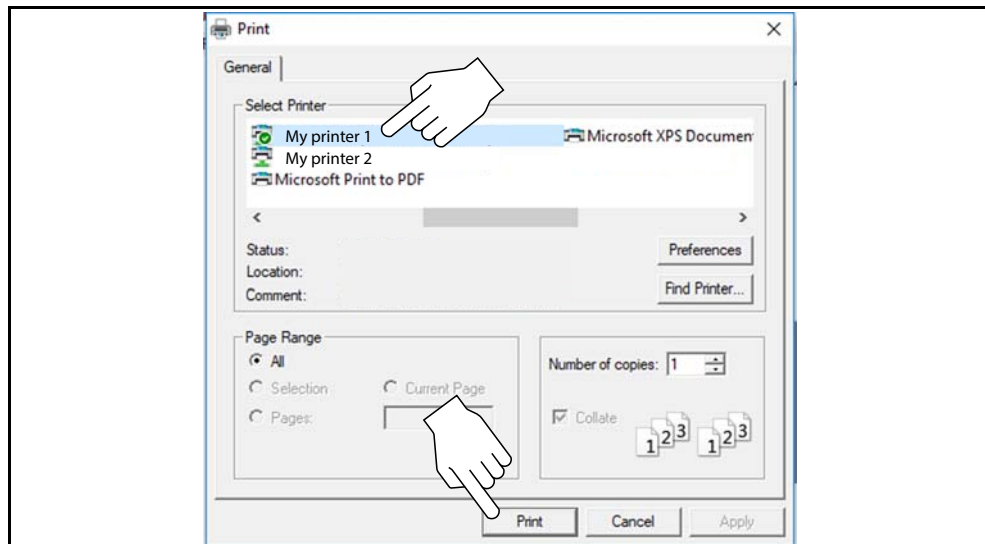 Print
General
Select Printer
My printer 1
Microsoft XPS Documen
My printer 2
Microsoft Print to PDF
Status:
Preferences
Location:
Find Printer...
Comment:
Page Range
All
Selection
Current Page
Pages:
Number of copies: 1
Collate
1 2 3 1 2 3
Print Cancel Apply